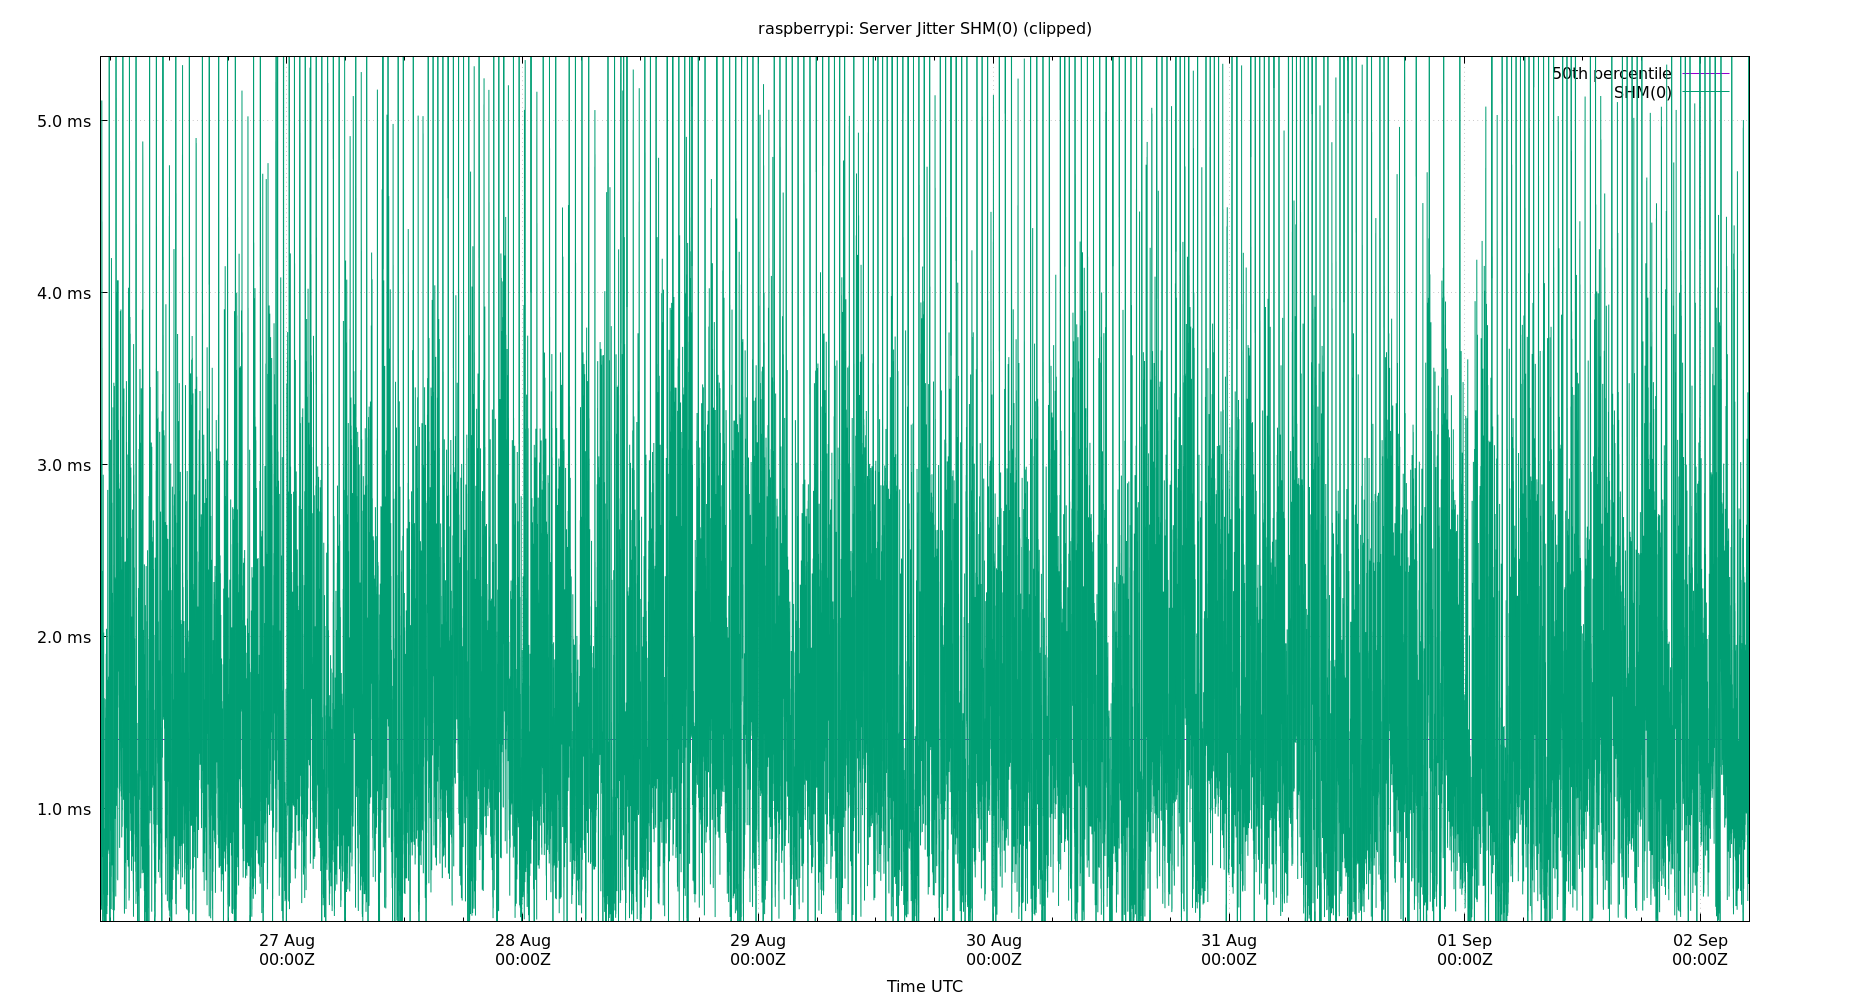 raspberrypi: Server Jitter SHM(0) (clipped)
50th percentile
SHM(0)
5.0 ms
4.0 ms
3.0 ms
2.0 ms
1.0 ms
27 Aug 28 Aug 29 Aug 30 Aug 31 Aug 01 Sep 02 Sep
00:00Z 00:00Z 00:00Z 00:00Z 00:00Z 00:00Z 00:00Z
Time UTC